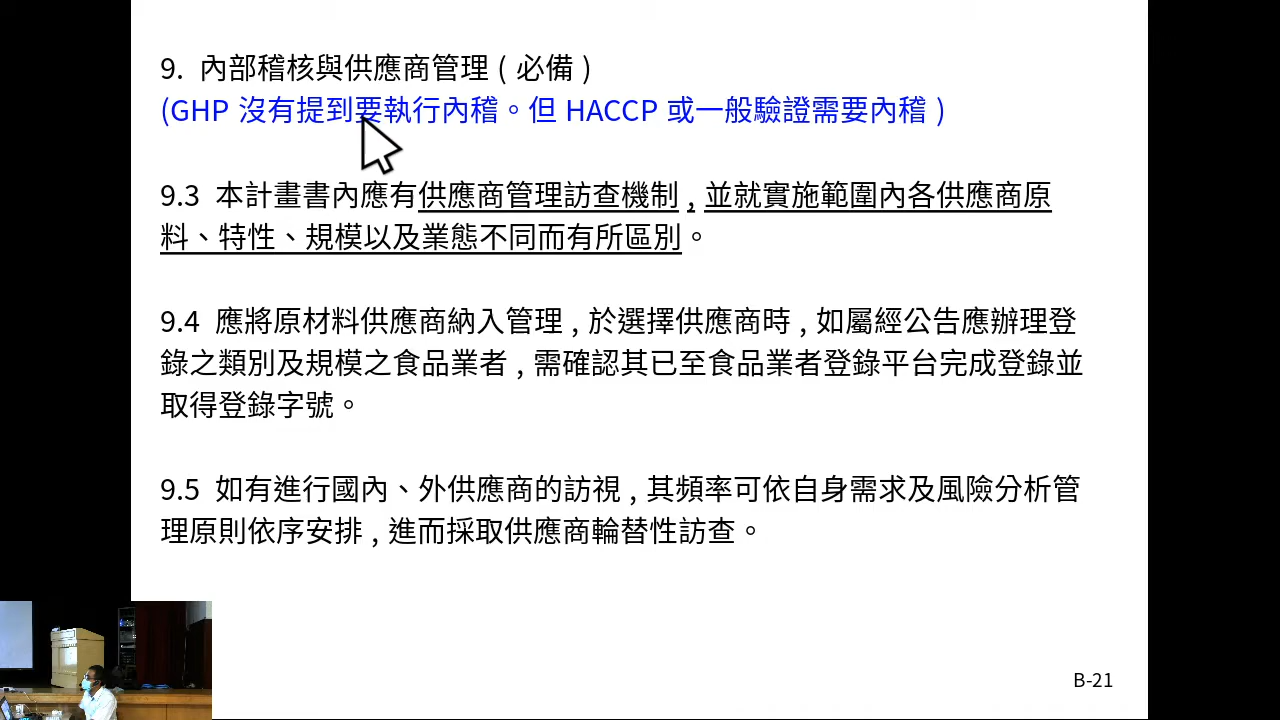 9. 內部稽核與供應商管理 ( 必備 )
(GHP 沒有提到要執行內稽。但 HACCP 或一般驗證需要內稽 )
9.3 本計畫書內應有供應商管理訪查機制 , 並就實施範圍內各供應商原
料、特性、規模以及業態不同而有所區別。
9.4 應將原材料供應商納入管理 , 於選擇供應商時 , 如屬經公告應辦理登
錄之類別及規模之食品業者 , 需確認其已至食品業者登錄平台完成登錄並
取得登錄字號。
9.5 如有進行國內、外供應商的訪視 , 其頻率可依自身需求及風險分析管
理原則依序安排 , 進而採取供應商輪替性訪查。
B-21